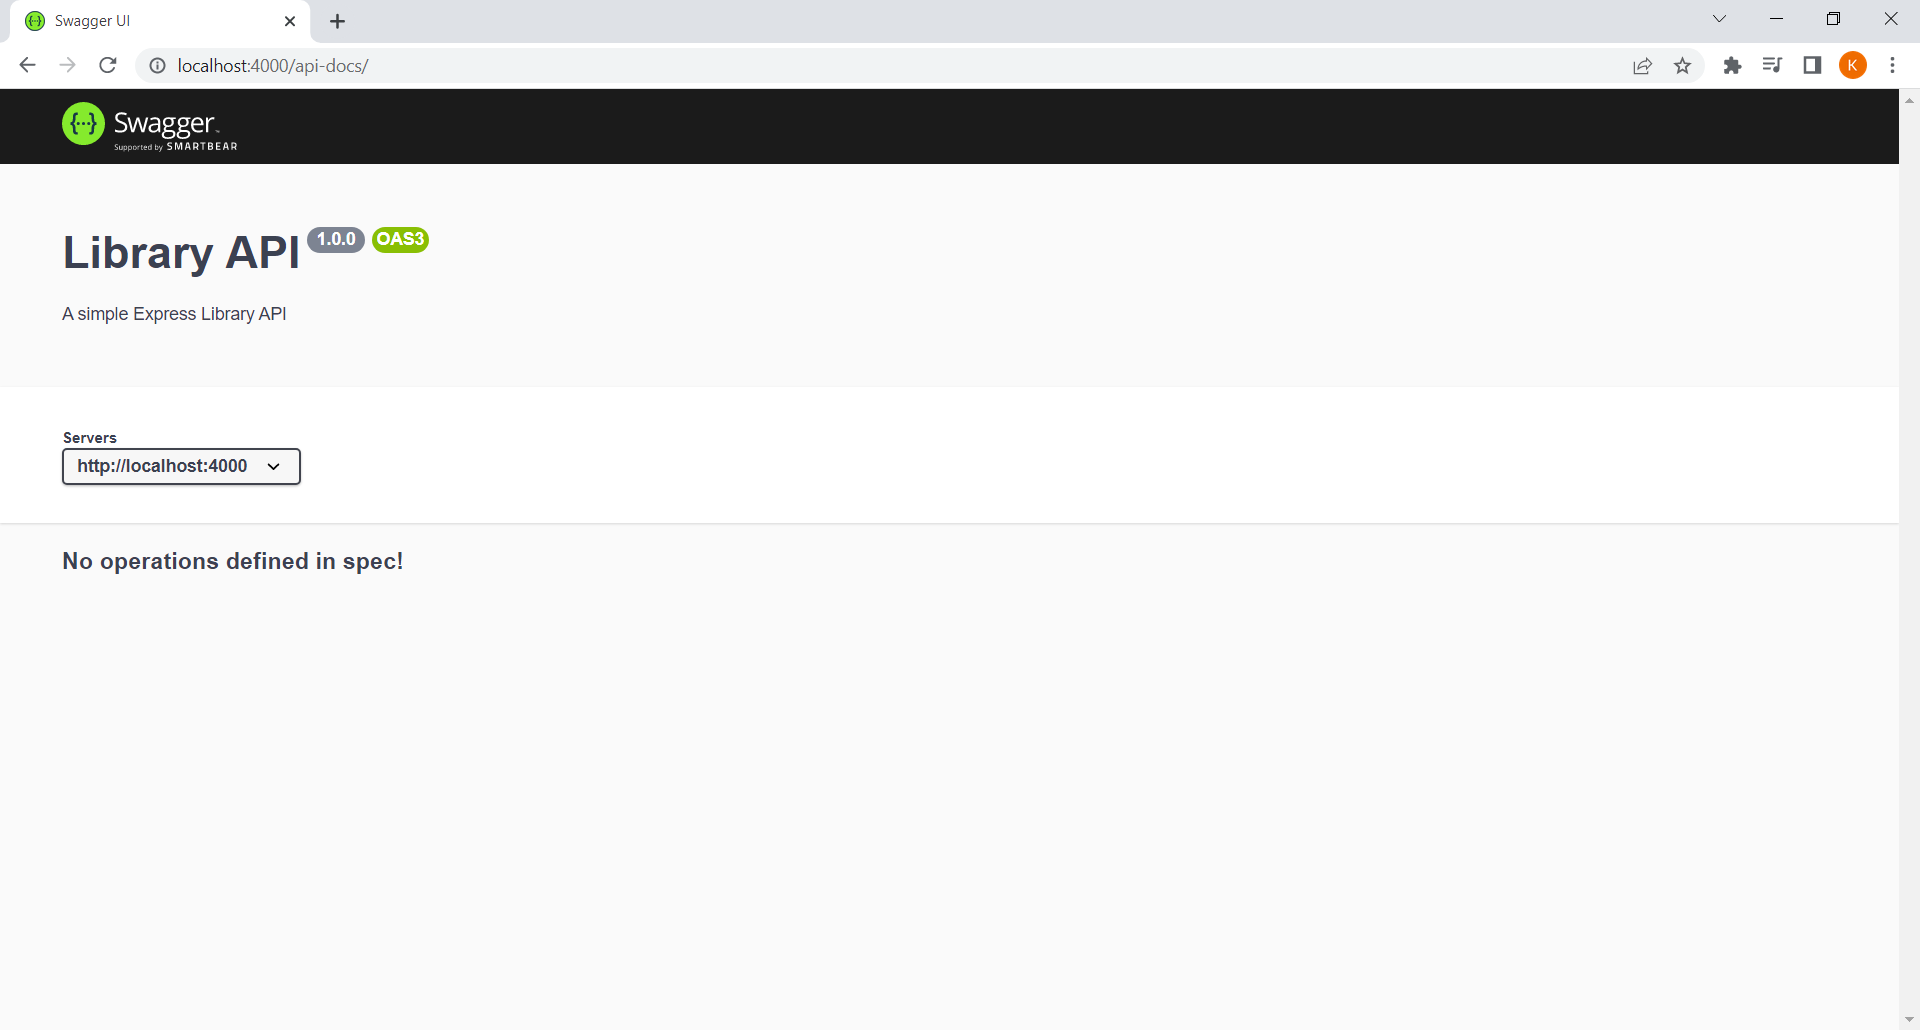 Swagger UI
localhost:4000/api-docs/
K
{···} Swagger™
Supported by SMARTBEAR
Library API 1.0.0 OAS3
A simple Express Library API
Servers
http://localhost:4000
No operations defined in spec!